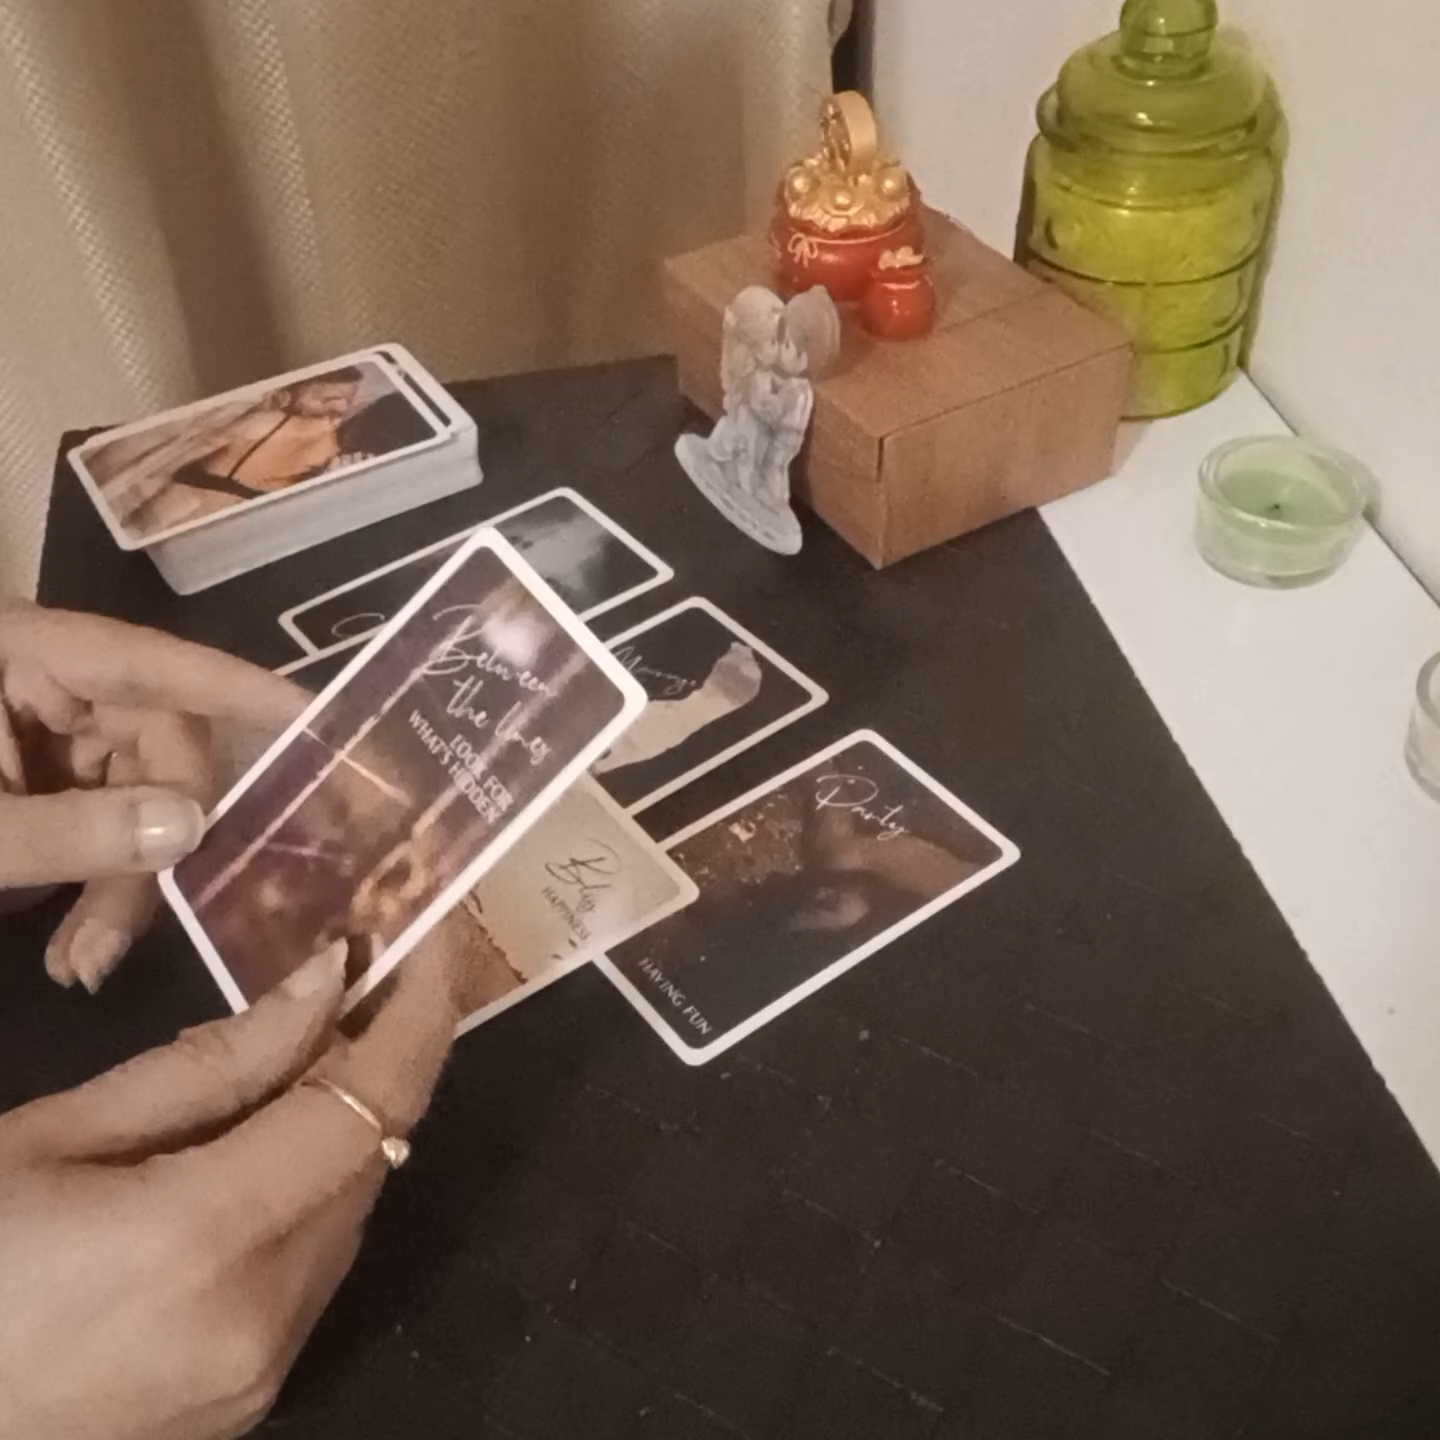 Between
the lines
LOOK FOR
WHAT'S HIDDEN
Bliss
HAPPINESS
Party
HAVING FUN